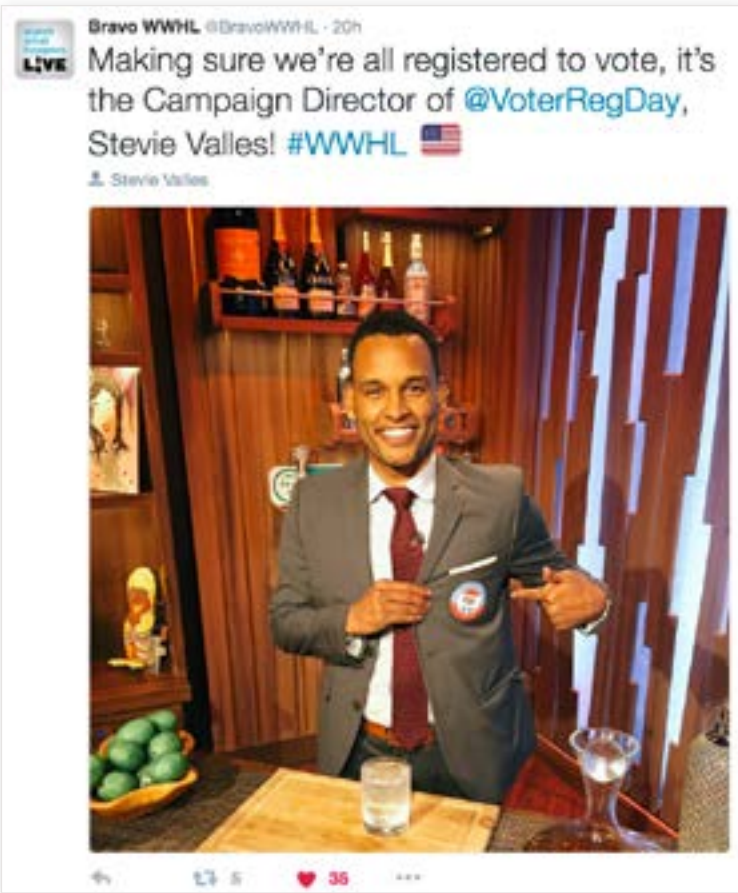 Bravo WWHL @BravoWWHL · 20h
LIVE
Making sure we're all registered to vote, it's
the Campaign Director of @VoterRegDay,
Stevie Valles! #WWHL
Stevie Valles
5
35